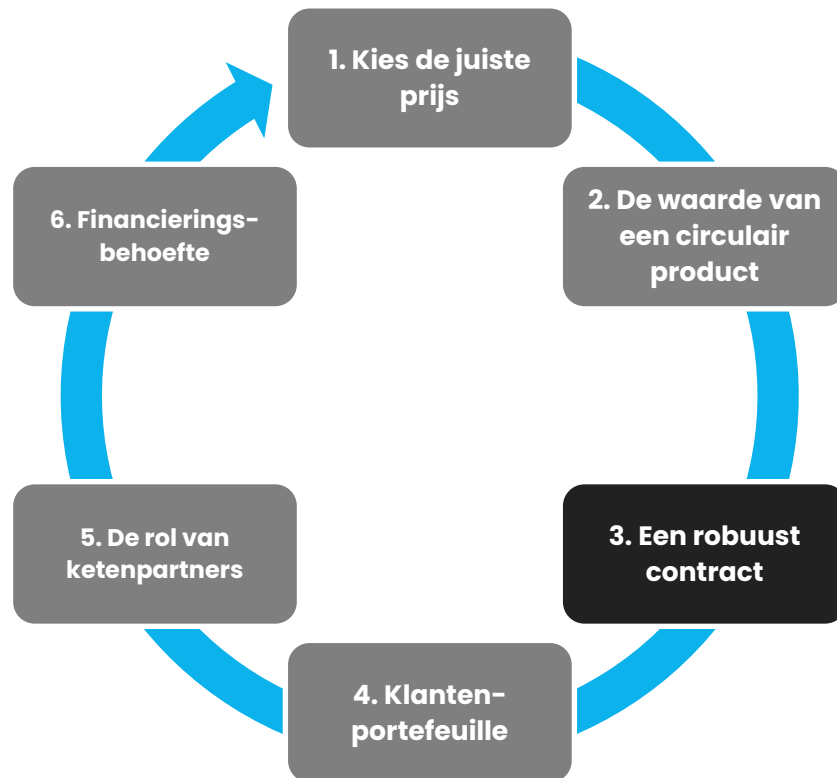 1. Kies de juiste
prijs
2. De waarde van
een circulair
product
3. Een robuust
contract
4. Klanten-
portefeuille
5. De rol van
ketenpartners
6. Financierings-
behoefte